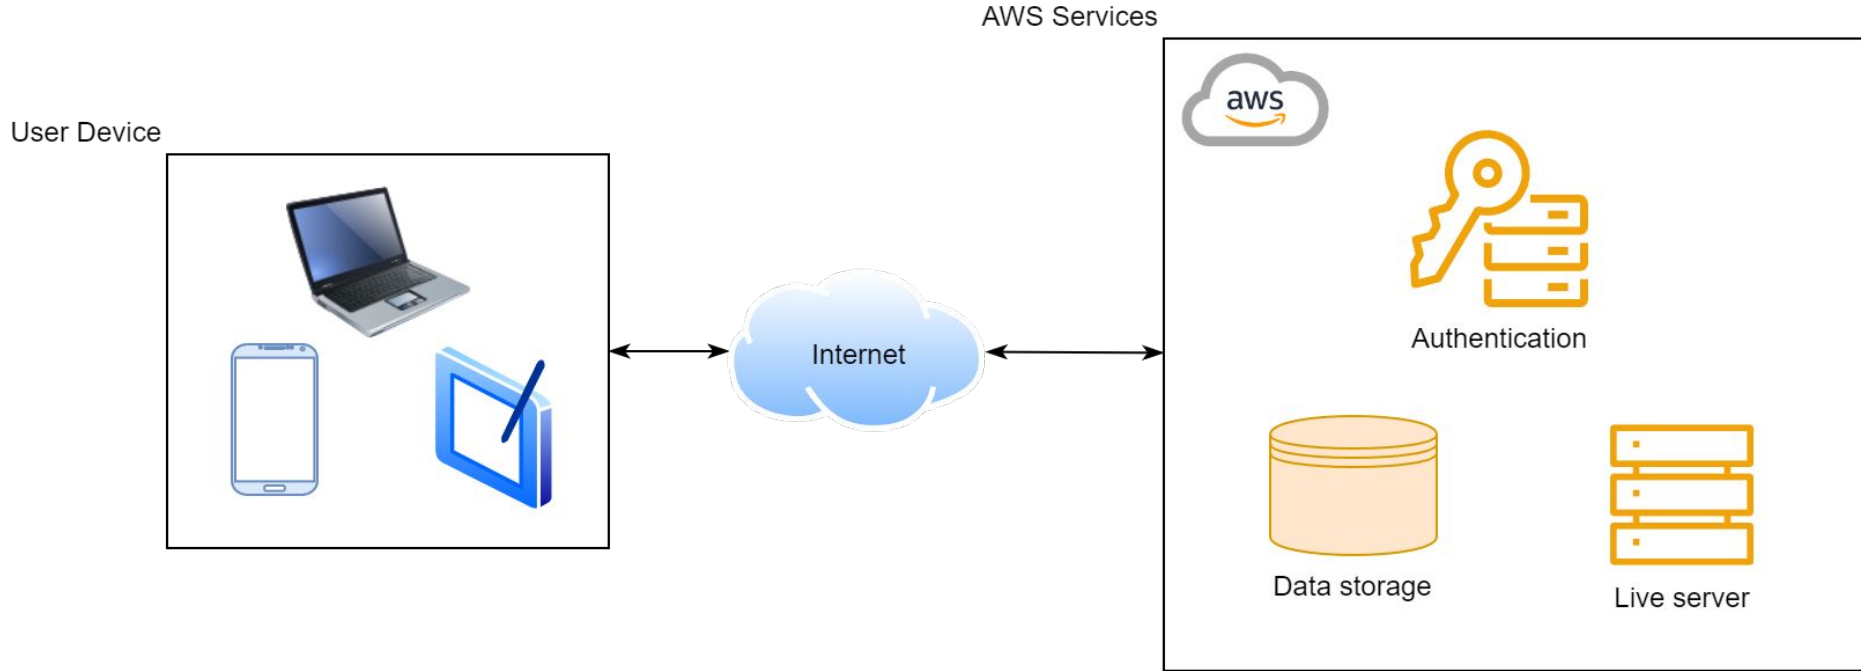 AWS Services
aws
User Device
Internet
Authentication
Data storage
Live server